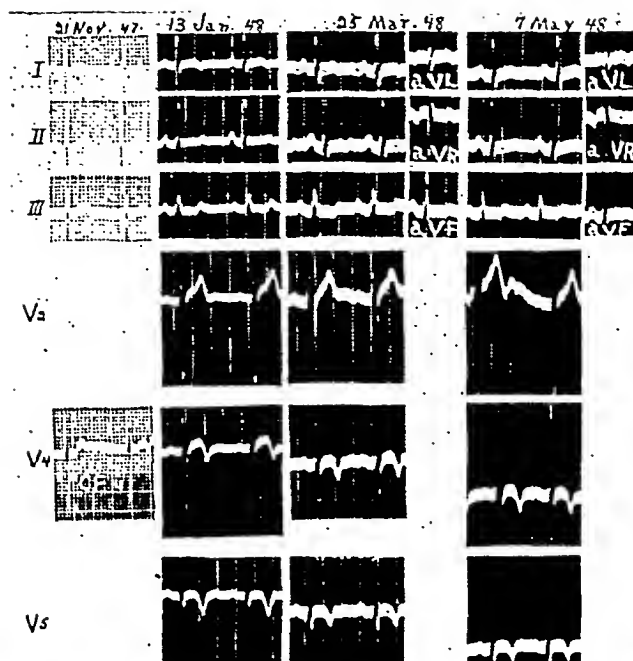 21 Nov. 47. 13 Jan. 48 25 Mar. 48 7 May 48
I aVL aVL
II aVR aVR
III aVF aVF
V2
V4
V5